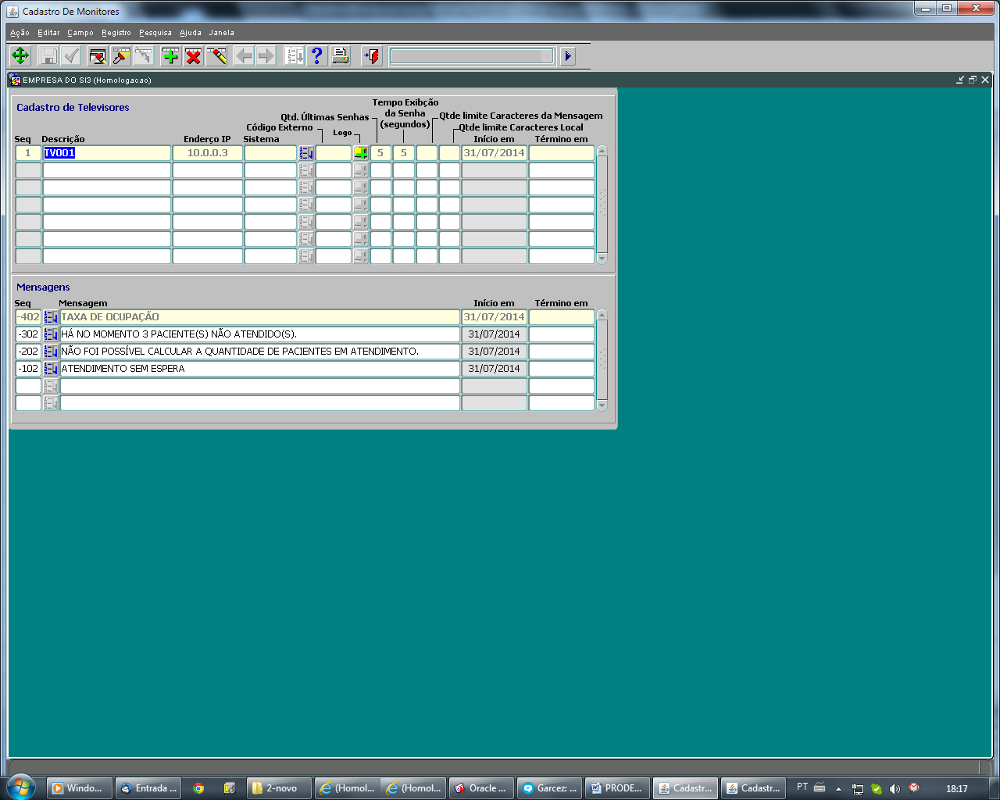 Cadastro De Monitores
Ação Editar Campo Registro Pesquisa Ajuda Janela
EMPRESA DO SI3 (Homologacao)
Cadastro de Televisores
Tempo Exibção
da Senha
(segundos)
Qtd. Últimas Senhas
Qtde limite Caracteres da Mensagem
Código Externo
Logo
Qtde limite Caracteres Local
Seq Descrição Enderço IP Sistema Início em Término em
1 TV001 10.0.0.3 5 5 31/07/2014
Mensagens
Seq Mensagem Início em Término em
-402 TAXA DE OCUPAÇÃO 31/07/2014
-302 HÁ NO MOMENTO 3 PACIENTE(S) NÃO ATENDIDO(S). 31/07/2014
-202 NÃO FOI POSSÍVEL CALCULAR A QUANTIDADE DE PACIENTES EM ATENDIMENTO. 31/07/2014
-102 ATENDIMENTO SEM ESPERA 31/07/2014
Windo... Entrada ... 2-novo (Homol... (Homol... Oracle ... Garcez: ... PRODE... Cadastr... Cadastr... PT 18:17